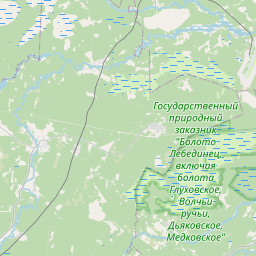 Государственный
природный
заказник
"Болото
Лебединец,
включая
болота
Глуховское,
Волчьи
ручьи,
Дьяковское,
Медковское"